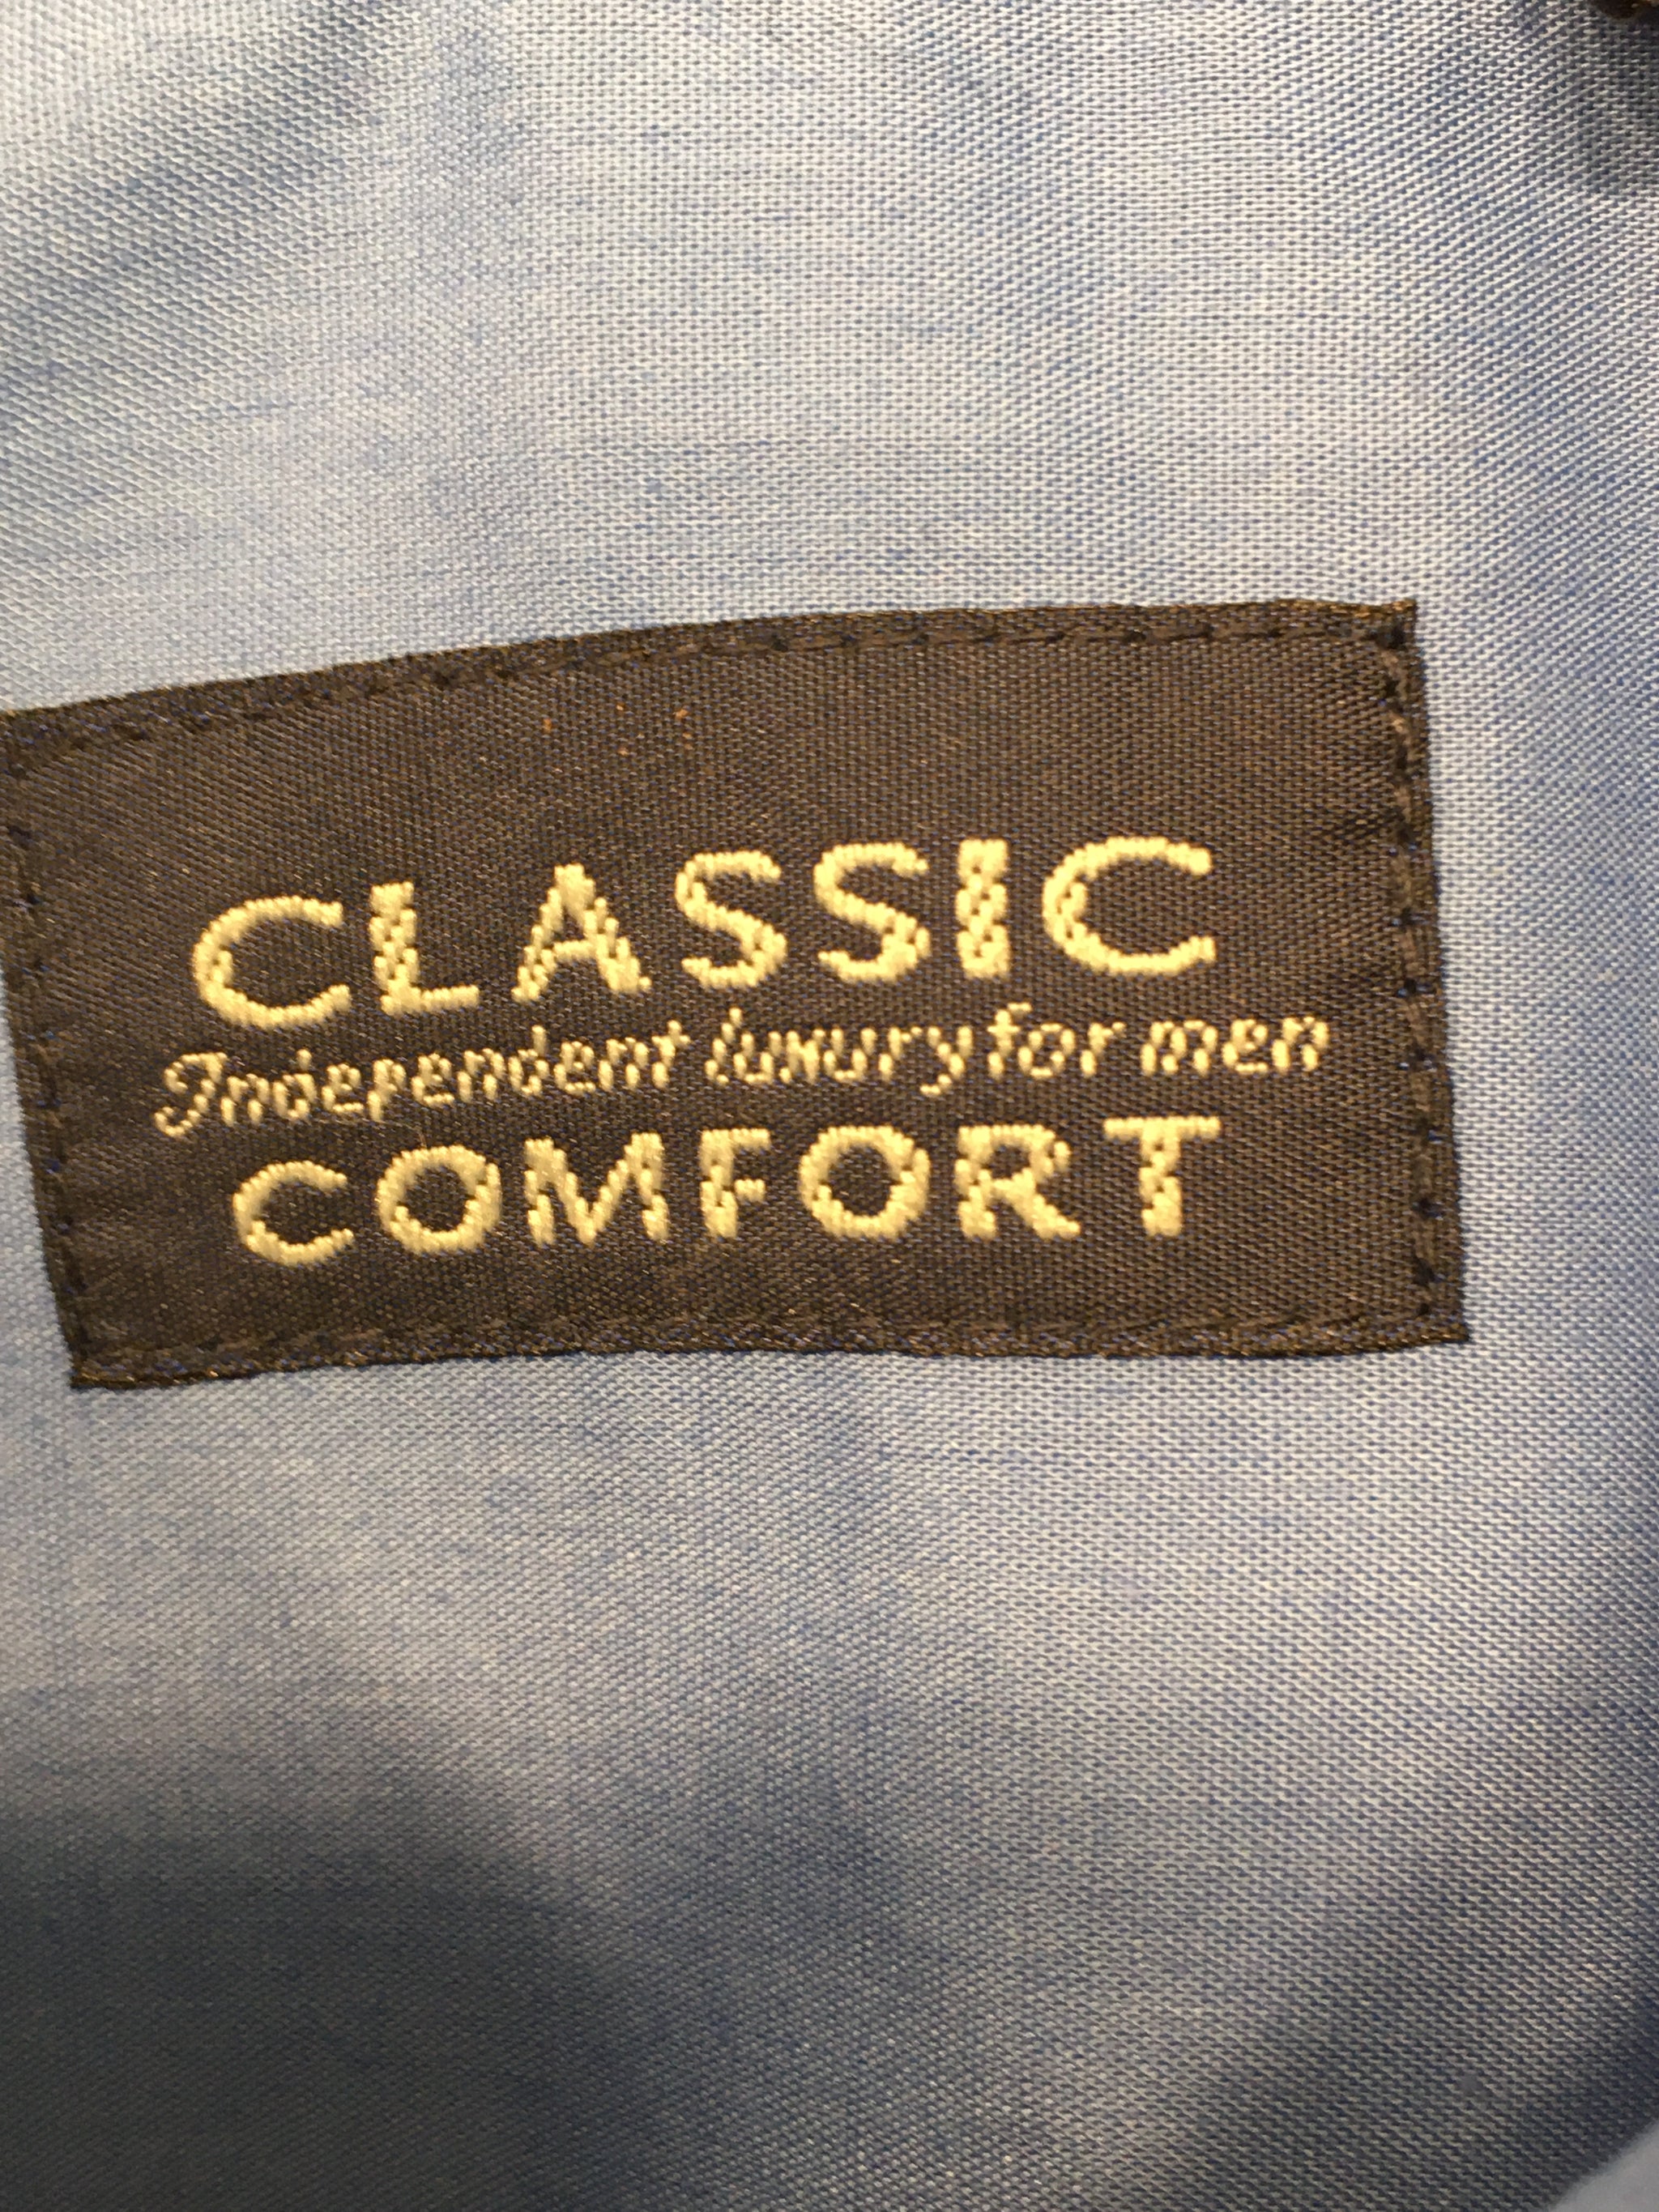 CLASSIC
Independent luxury for men
COMFORT